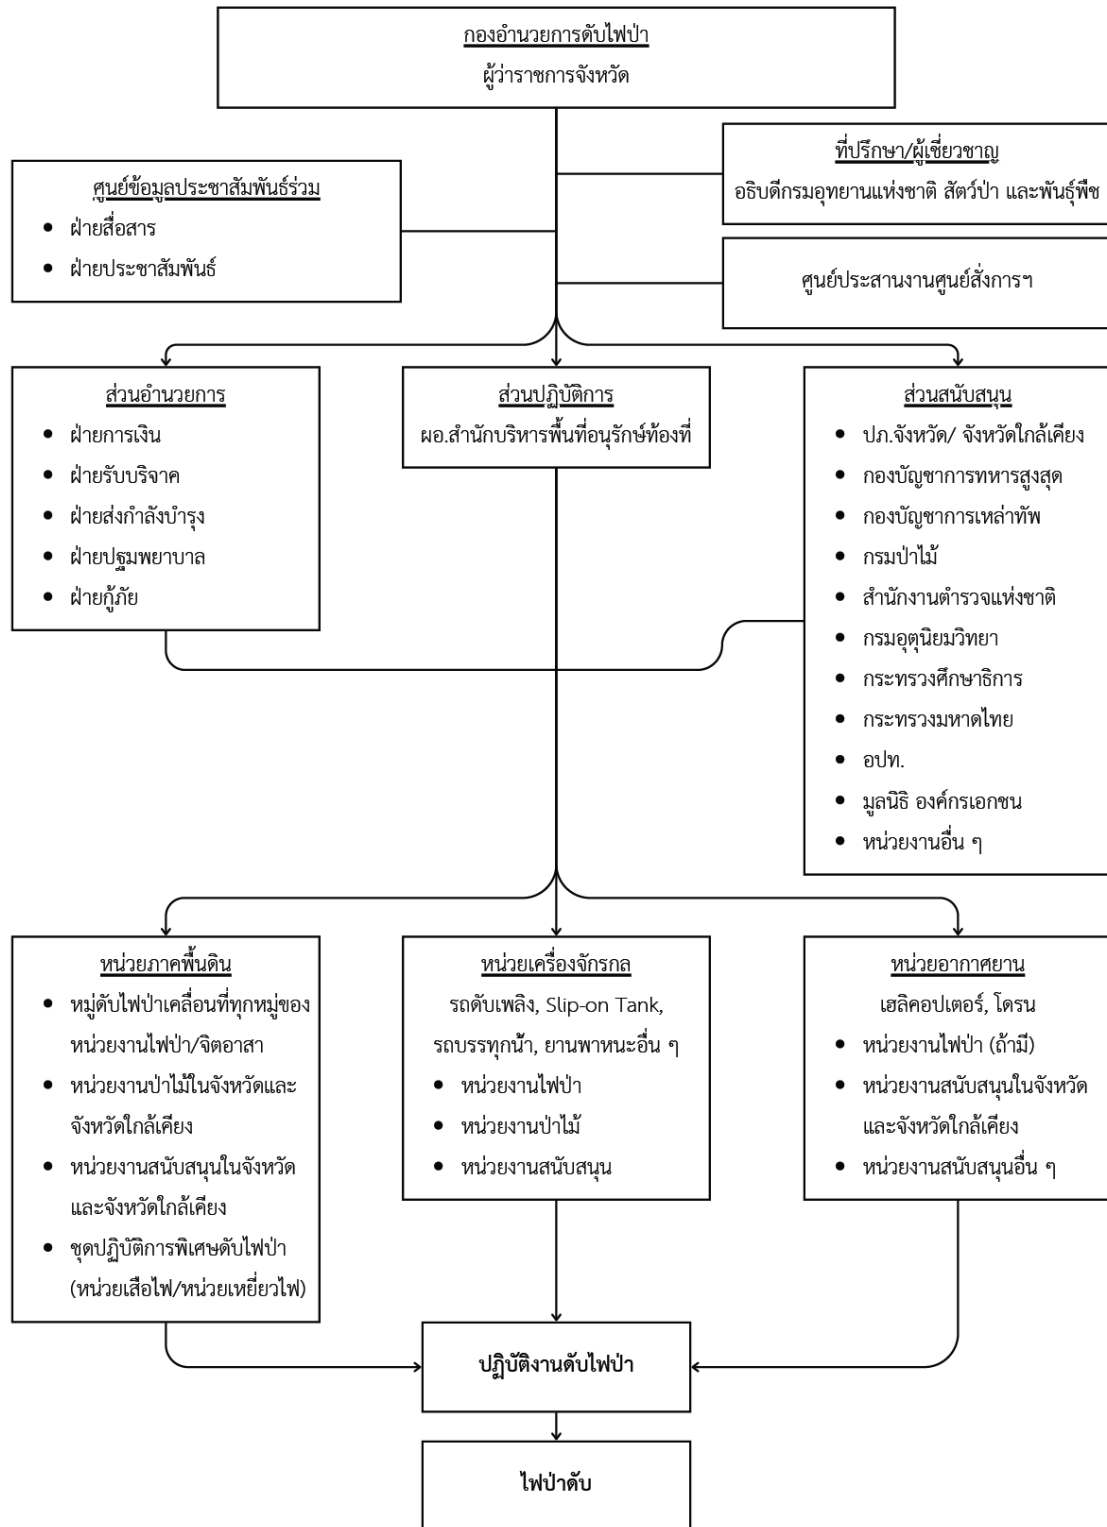 กองอำนวยการดับไฟป่า
ผู้ว่าราชการจังหวัด
ที่ปรึกษา/ผู้เชี่ยวชาญ
อธิบดีกรมอุทยานแห่งชาติ สัตว์ป่า และพันธุ์พืช
ศูนย์ข้อมูลประชาสัมพันธ์ร่วม
• ฝ่ายสื่อสาร
• ฝ่ายประชาสัมพันธ์
ศูนย์ประสานงานศูนย์สั่งการฯ
ส่วนอำนวยการ
• ฝ่ายการเงิน
• ฝ่ายรับบริจาค
• ฝ่ายส่งกำลังบำรุง
• ฝ่ายปฐมพยาบาล
• ฝ่ายกู้ภัย
ส่วนปฏิบัติการ
ผอ.สำนักบริหารพื้นที่อนุรักษ์ท้องที่
ส่วนสนับสนุน
• ปภ.จังหวัด/ จังหวัดใกล้เคียง
• กองบัญชาการทหารสูงสุด
• กองบัญชาการเหล่าทัพ
• กรมป่าไม้
• สำนักงานตำรวจแห่งชาติ
• กรมอุตุนิยมวิทยา
• กระทรวงศึกษาธิการ
• กระทรวงมหาดไทย
• อปท.
• มูลนิธิ องค์กรเอกชน
• หน่วยงานอื่น ๆ
หน่วยภาคพื้นดิน
• หมู่ดับไฟป่าเคลื่อนที่ทุกหมู่ของ
หน่วยงานไฟป่า/จิตอาสา
• หน่วยงานป่าไม้ในจังหวัดและ
จังหวัดใกล้เคียง
• หน่วยงานสนับสนุนในจังหวัด
และจังหวัดใกล้เคียง
• ชุดปฏิบัติการพิเศษดับไฟป่า
(หน่วยเสือไฟ/หน่วยเหยี่ยวไฟ)
หน่วยเครื่องจักรกล
รถดับเพลิง, Slip-on Tank,
รถบรรทุกน้ำ, ยานพาหนะอื่น ๆ
• หน่วยงานไฟป่า
• หน่วยงานป่าไม้
• หน่วยงานสนับสนุน
หน่วยอากาศยาน
เฮลิคอปเตอร์, โดรน
• หน่วยงานไฟป่า (ถ้ามี)
• หน่วยงานสนับสนุนในจังหวัด
และจังหวัดใกล้เคียง
• หน่วยงานสนับสนุนอื่น ๆ
ปฏิบัติงานดับไฟป่า
ไฟป่าดับ